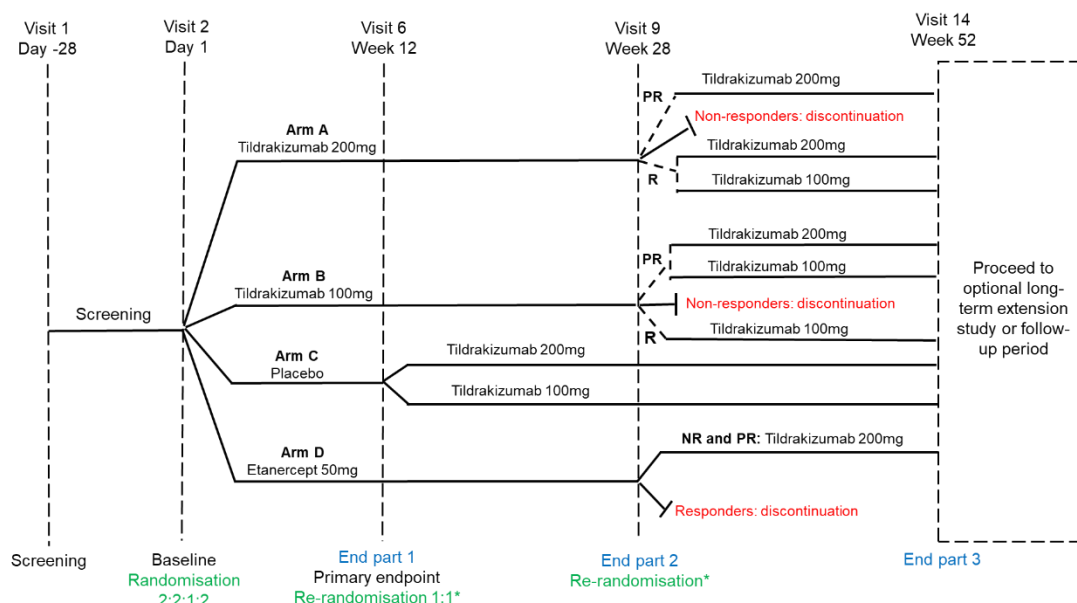 Visit 1
Day -28
Visit 2
Day 1
Visit 6
Week 12
Visit 9
Week 28
Visit 14
Week 52
Screening
Arm A
Tildrakizumab 200mg
PR
Tildrakizumab 200mg
Non-responders: discontinuation
R
Tildrakizumab 200mg
Tildrakizumab 100mg
Arm B
Tildrakizumab 100mg
PR
Tildrakizumab 200mg
Tildrakizumab 100mg
Non-responders: discontinuation
R
Tildrakizumab 100mg
Arm C
Placebo
Tildrakizumab 200mg
Tildrakizumab 100mg
Arm D
Etanercept 50mg
NR and PR: Tildrakizumab 200mg
Responders: discontinuation
Proceed to
optional long-
term extension
study or follow-
up period
Screening
Baseline
Randomisation
2:2:1:2
End part 1
Primary endpoint
Re-randomisation 1:1*
End part 2
Re-randomisation*
End part 3